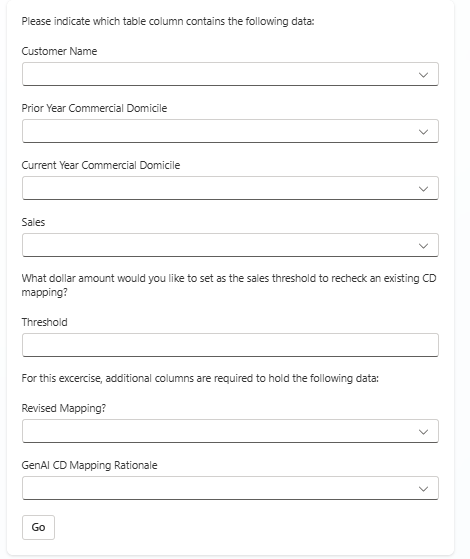 Please indicate which table column contains the following data:
Customer Name
Prior Year Commercial Domicile
Current Year Commercial Domicile
Sales
What dollar amount would you like to set as the sales threshold to recheck an existing CD
mapping?
Threshold
For this excercise, additional columns are required to hold the following data:
Revised Mapping?
GenAI CD Mapping Rationale
Go